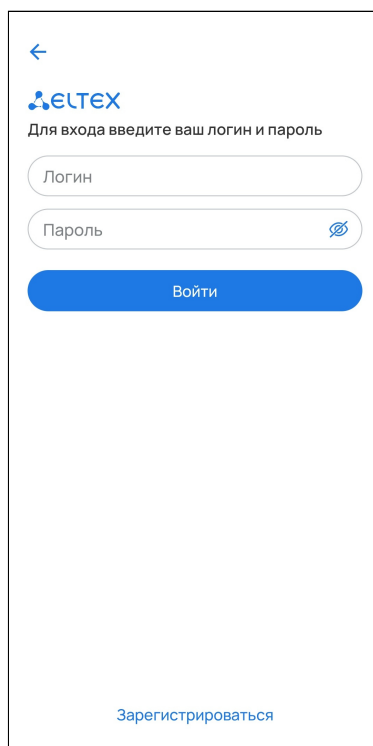 ELTEX
Для входа введите ваш логин и пароль
Логин
Пароль
Войти
Зарегистрироваться